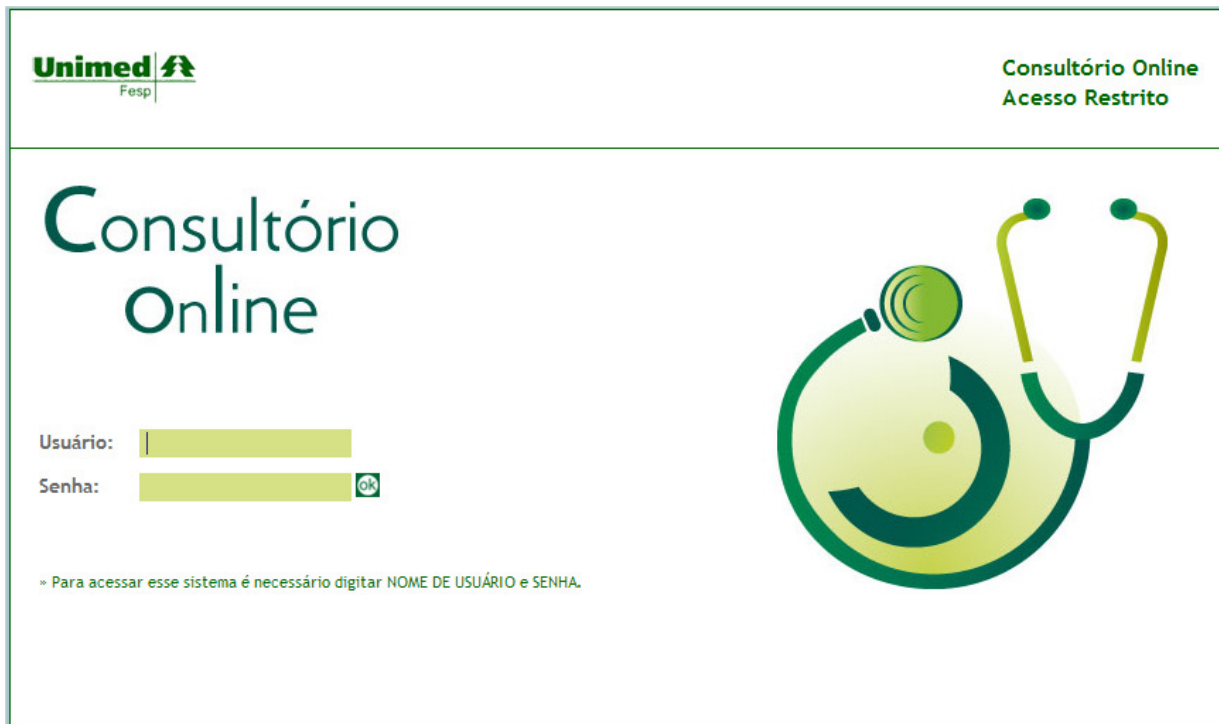 Unimed
Fesp
Consultório Online
Acesso Restrito
Consultório
Online
Usuário:
Senha:
ok
» Para acessar esse sistema é necessário digitar NOME DE USUÁRIO e SENHA.